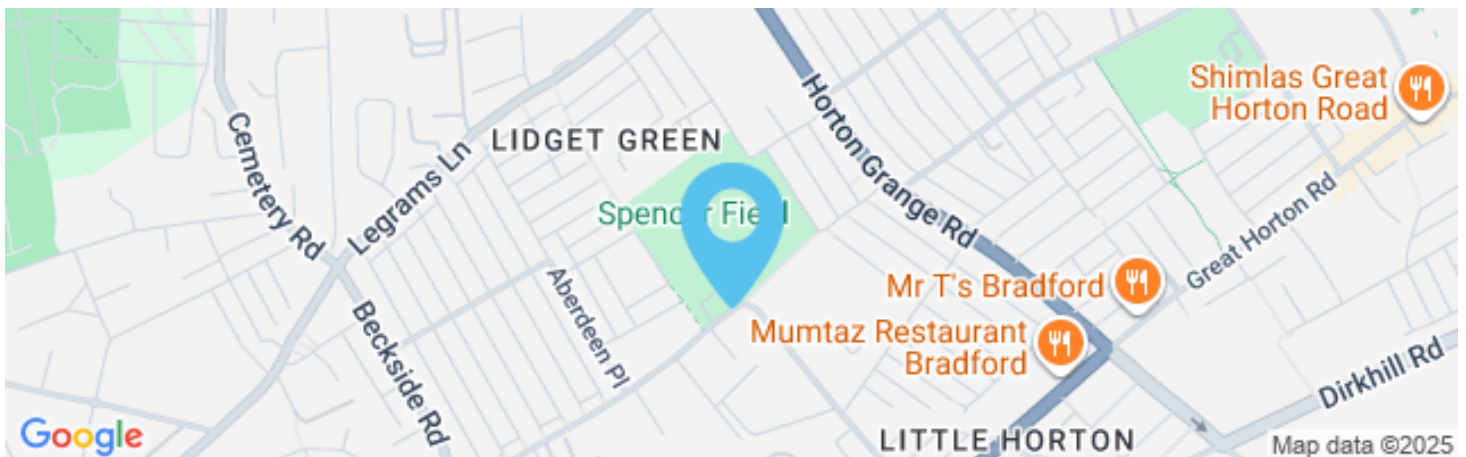 Shimlas Great
Horton Road
LIDGET GREEN
Legrams Ln
Cemetery Rd
Spencer Field
Horton Grange Rd
Great Horton Rd
Mr T's Bradford
Aberdeen Pl
Beckside Rd
Mumtaz Restaurant
Bradford
Dirkhill Rd
LITTLE HORTON
Google
Map data ©2025